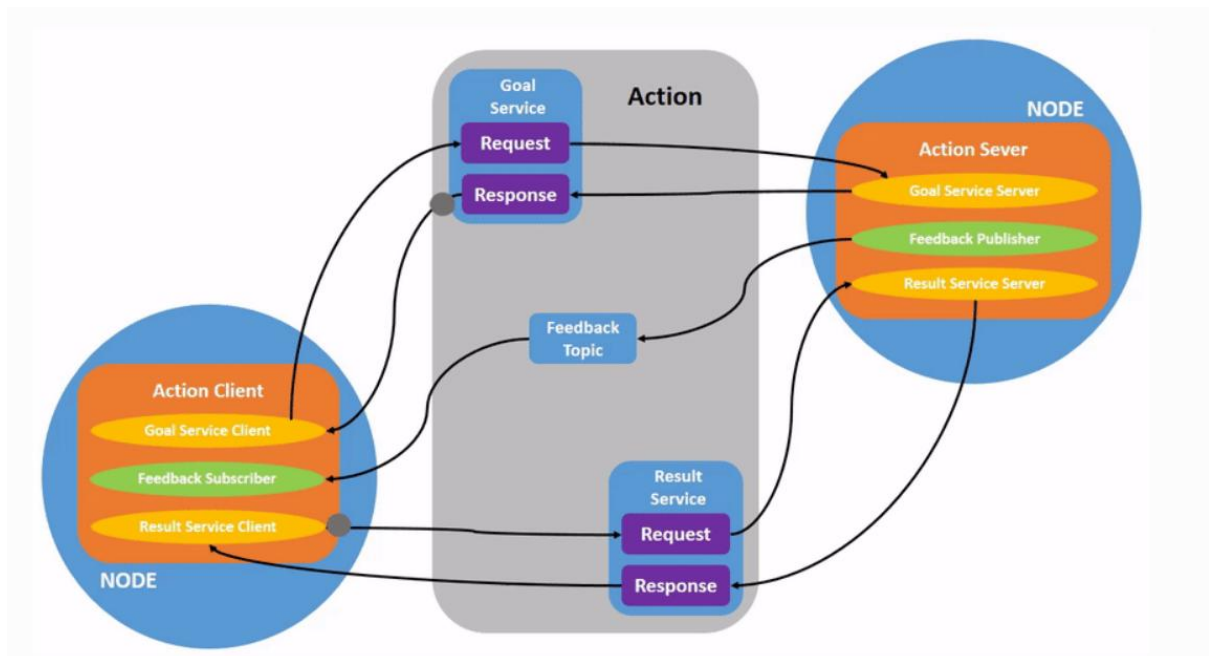 Goal
Service
Request
Response
Action
NODE
Action Sever
Goal Service Server
Feedback Publisher
Result Service Server
Feedback
Topic
Action Client
Goal Service Client
Feedback Subscriber
Result Service Client
NODE
Result
Service
Request
Response